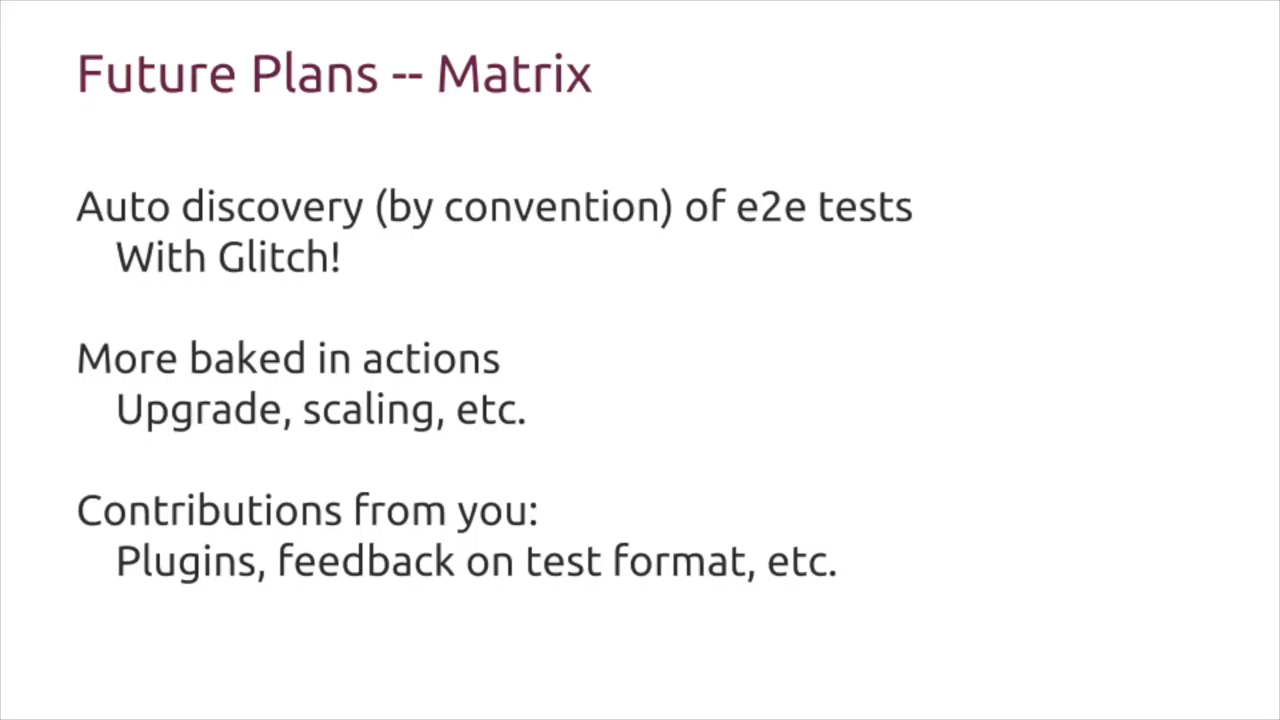 Future Plans -- Matrix
Auto discovery (by convention) of e2e tests
With Glitch!
More baked in actions
Upgrade, scaling, etc.
Contributions from you:
Plugins, feedback on test format, etc.